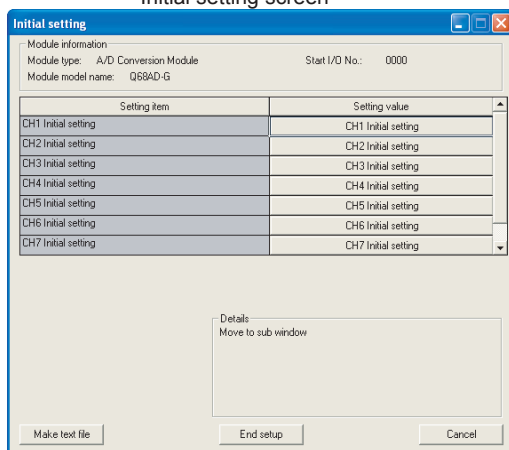 Initial setting screen
Initial setting
Module information
Module type: A/D Conversion Module Start I/O No.: 0000
Module model name: Q68AD-G
Setting item Setting value
CH1 Initial setting CH1 Initial setting
CH2 Initial setting CH2 Initial setting
CH3 Initial setting CH3 Initial setting
CH4 Initial setting CH4 Initial setting
CH5 Initial setting CH5 Initial setting
CH6 Initial setting CH6 Initial setting
CH7 Initial setting CH7 Initial setting
Details
Move to sub window
Make text file End setup Cancel